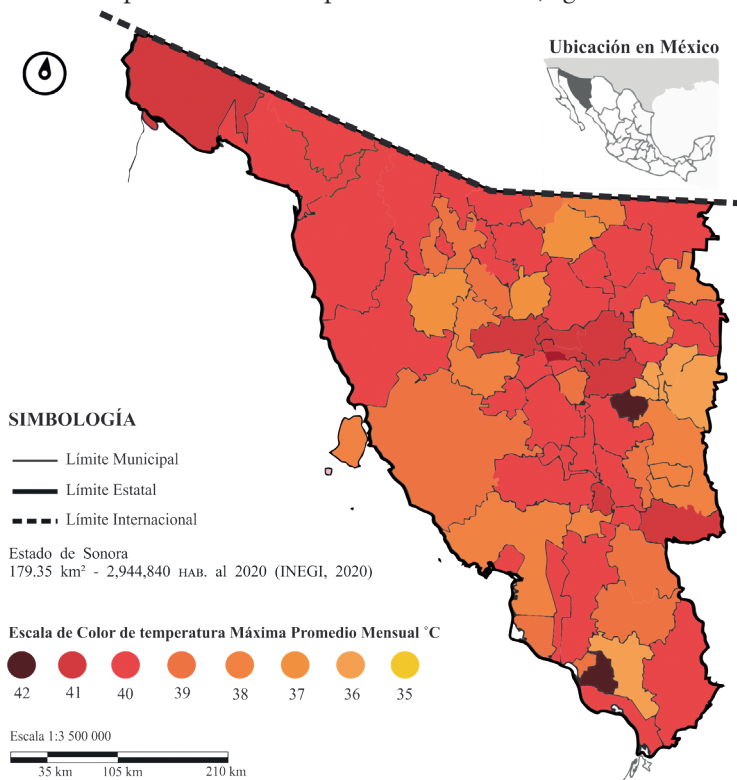 Ubicación en México
SIMBOLOGÍA
Límite Municipal
Límite Estatal
Límite Internacional
Estado de Sonora
179.35 km² - 2,944,840 HAB. al 2020 (INEGI, 2020)
Escala de Color de temperatura Máxima Promedio Mensual °C
42 41 40 39 38 37 36 35
Escala 1:3 500 000
35 km 105 km 210 km